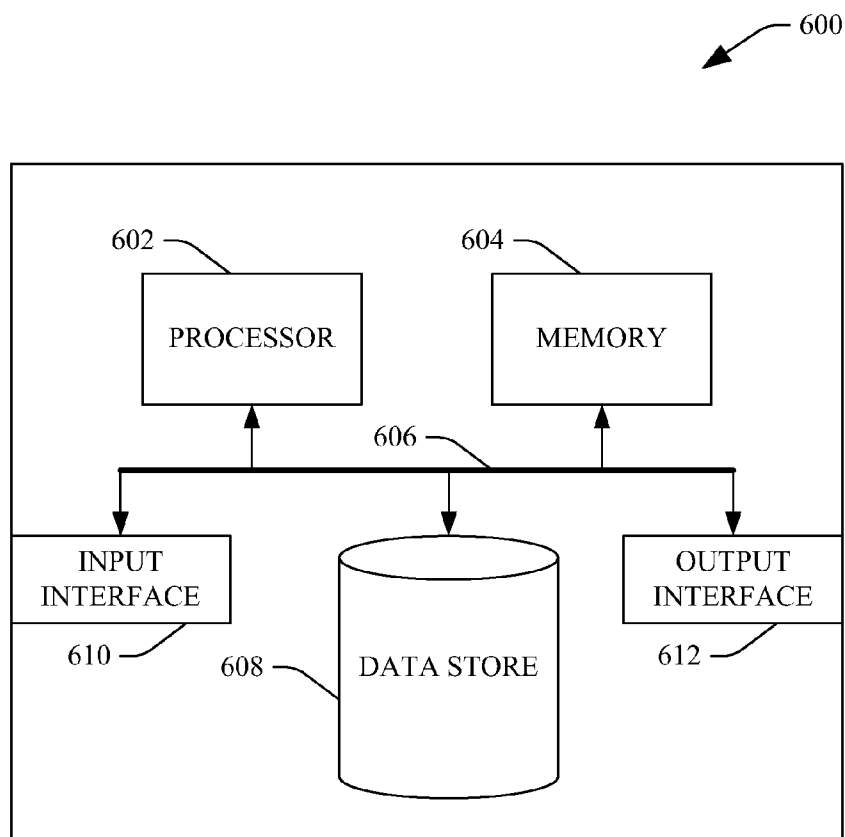 600
602
604
PROCESSOR
MEMORY
606
INPUT
INTERFACE
OUTPUT
INTERFACE
610
608
DATA STORE
612